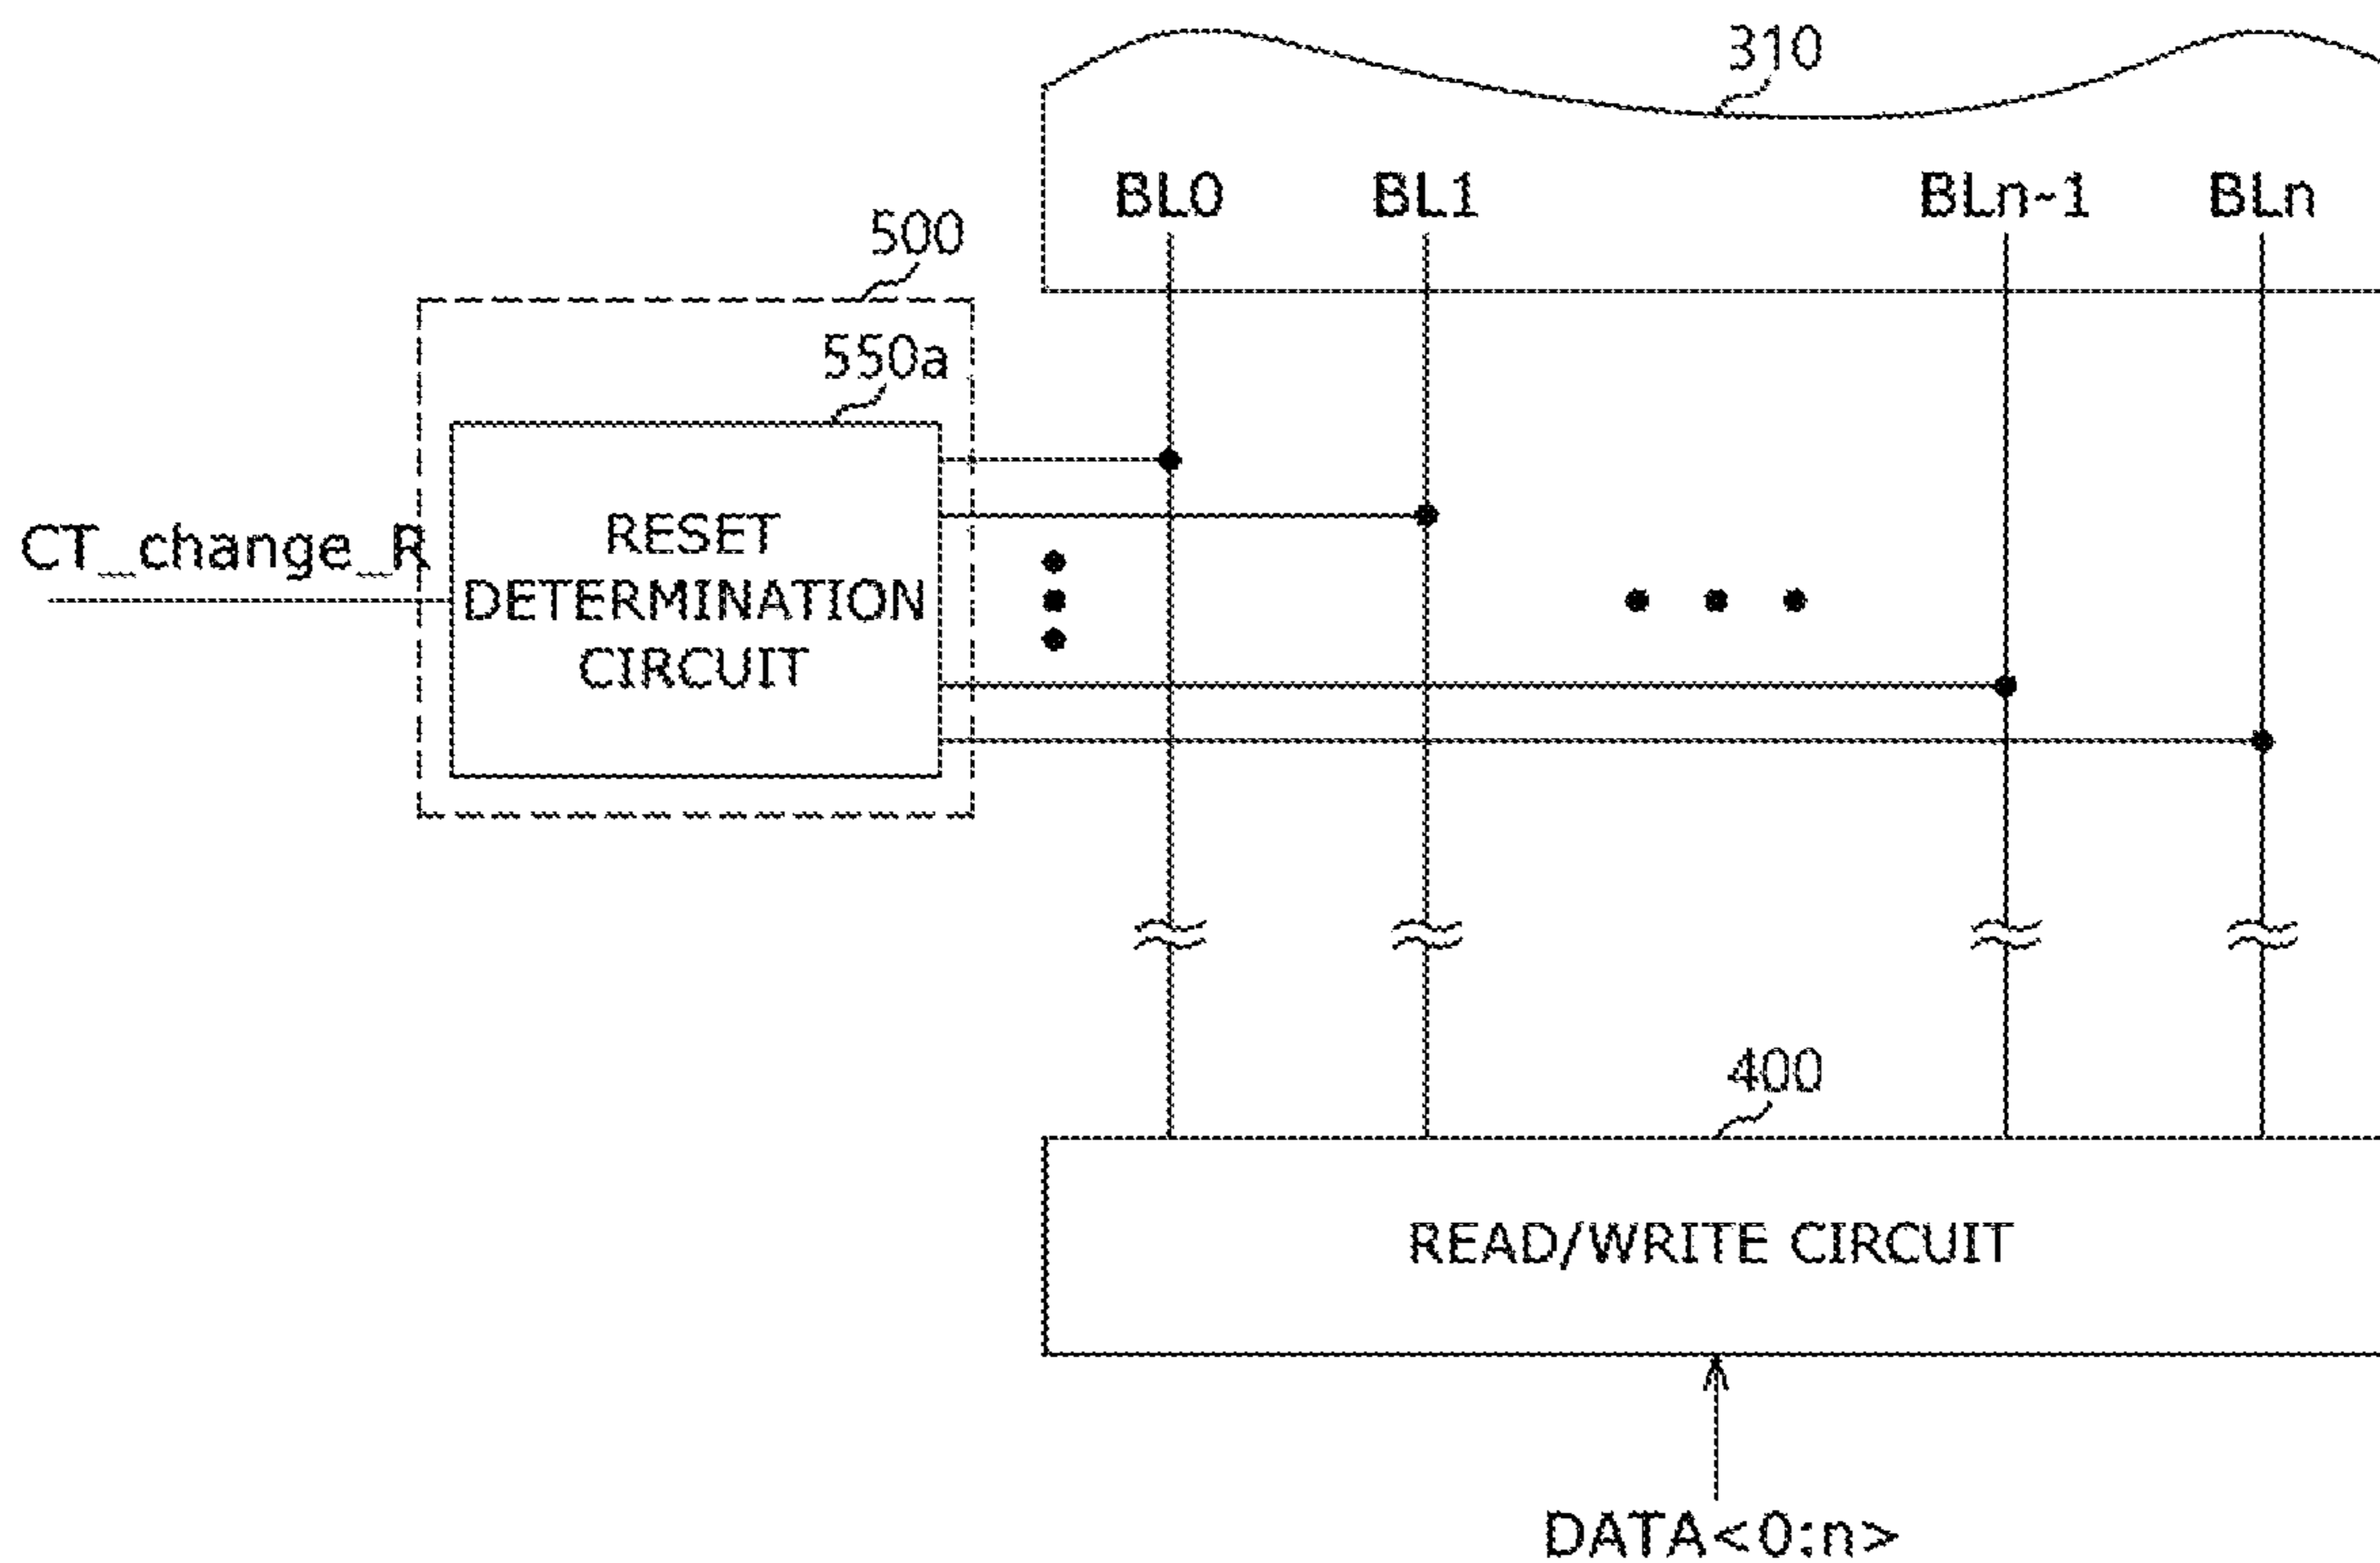 310
BL0
BL1
BLn-1
BLn
500
550a
CT_change_R
RESET
DETERMINATION
CIRCUIT
400
READ/WRITE CIRCUIT
DATA<0:n>